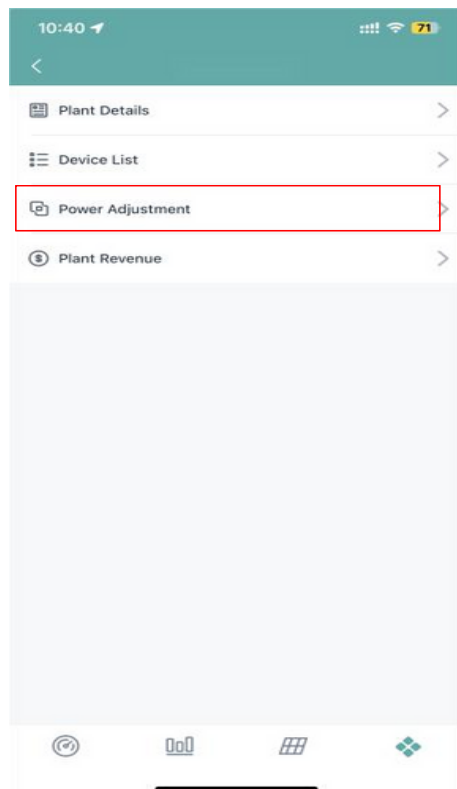 10:40
71
Plant Details
Device List
Power Adjustment
Plant Revenue